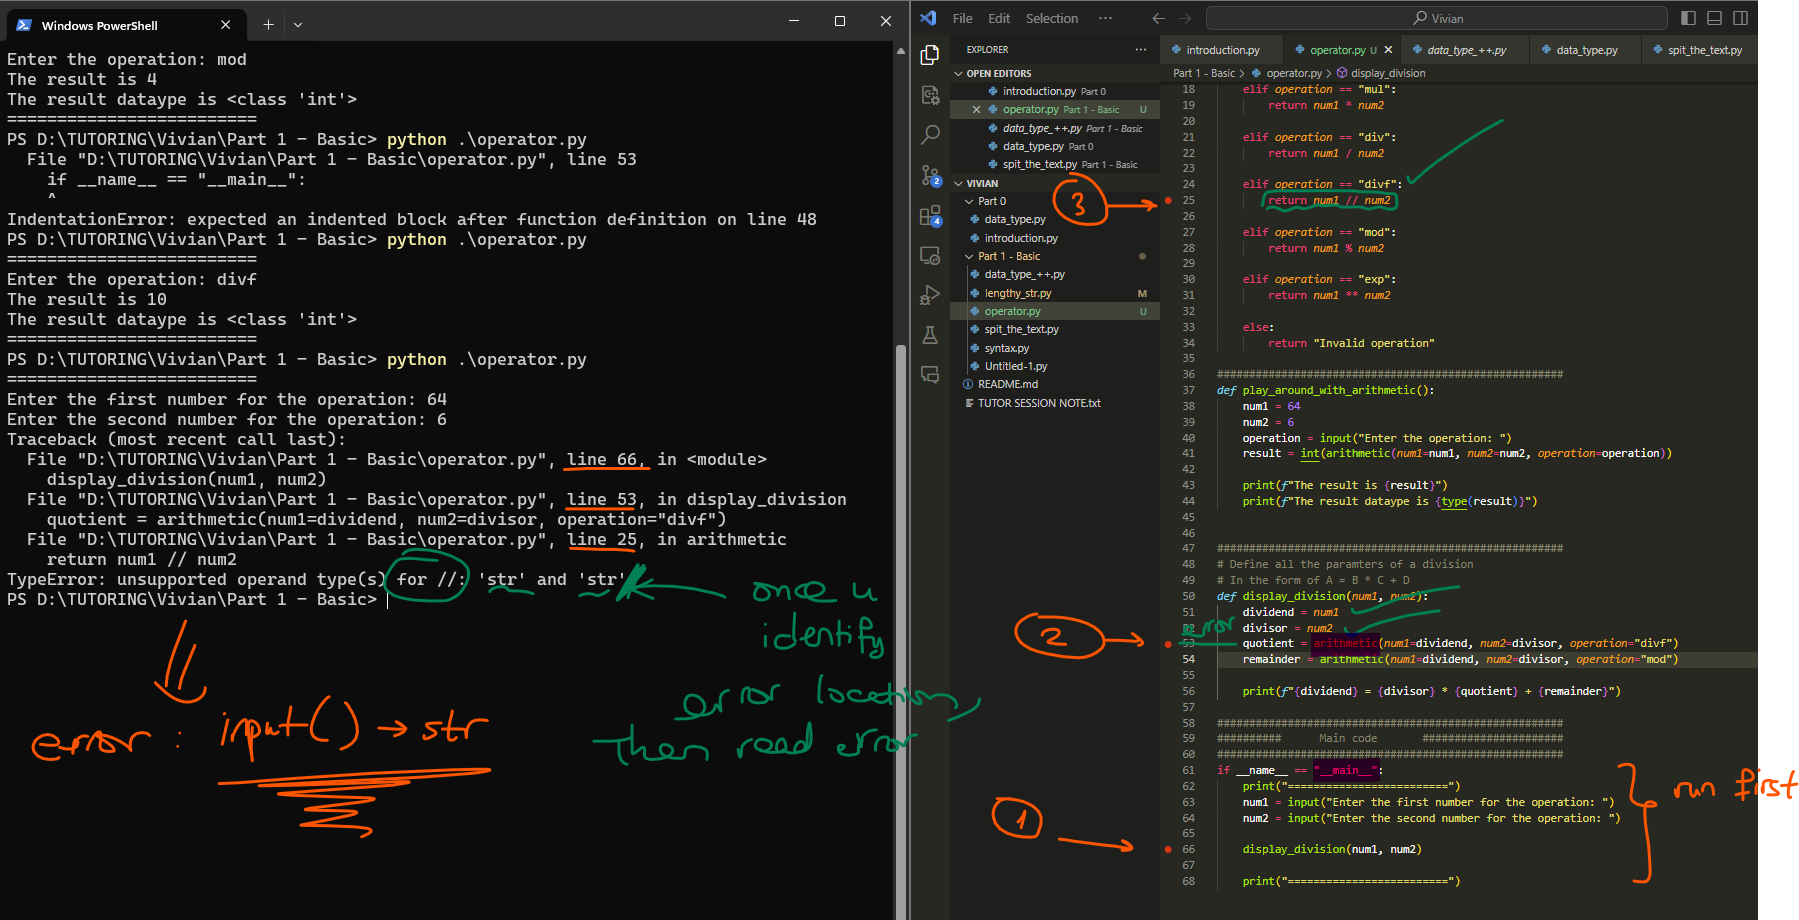 Windows PowerShell
Enter the operation: mod
The result is 4
The result dataype is <class 'int'>
=========================
PS D:\TUTORING\Vivian\Part 1 - Basic> python .\operator.py
File "D:\TUTORING\Vivian\Part 1 - Basic\operator.py", line 53
if __name__ == "__main__":
^
IndentationError: expected an indented block after function definition on line 48
PS D:\TUTORING\Vivian\Part 1 - Basic> python .\operator.py
=========================
Enter the operation: divf
The result is 10
The result dataype is <class 'int'>
=========================
PS D:\TUTORING\Vivian\Part 1 - Basic> python .\operator.py
=========================
Enter the first number for the operation: 64
Enter the second number for the operation: 6
Traceback (most recent call last):
File "D:\TUTORING\Vivian\Part 1 - Basic\operator.py", line 66, in <module>
display_division(num1, num2)
File "D:\TUTORING\Vivian\Part 1 - Basic\operator.py", line 53, in display_division
quotient = arithmetic(num1=dividend, num2=divisor, operation="divf")
File "D:\TUTORING\Vivian\Part 1 - Basic\operator.py", line 25, in arithmetic
return num1 // num2
TypeError: unsupported operand type(s) for //: 'str' and 'str'
PS D:\TUTORING\Vivian\Part 1 - Basic>
once u
identify
error location,
then read error
error : input() → str
File Edit Selection ···
Vivian
EXPLORER
OPEN EDITORS
introduction.py Part 0
operator.py Part 1 - Basic U
data_type_++.py Part 1 - Basic
data_type.py Part 0
spit_the_text.py Part 1 - Basic
VIVIAN
Part 0
data_type.py
introduction.py
Part 1 - Basic
data_type_++.py
lengthy_str.py M
operator.py U
spit_the_text.py
syntax.py
Untitled-1.py
README.md
TUTOR SESSION NOTE.txt
2
4
introduction.py operator.py U data_type_++.py data_type.py spit_the_text.py
Part 1 - Basic > operator.py > display_division
18 elif operation == "mul":
19 return num1 * num2
20
21 elif operation == "div":
22 return num1 / num2
23
24 elif operation == "divf":
25 return num1 // num2
26
27 elif operation == "mod":
28 return num1 % num2
29
30 elif operation == "exp":
31 return num1 ** num2
32
33 else:
34 return "Invalid operation"
35
36 ######################################################
37 def play_around_with_arithmetic():
38 num1 = 64
39 num2 = 6
40 operation = input("Enter the operation: ")
41 result = int(arithmetic(num1=num1, num2=num2, operation=operation))
42
43 print(f"The result is {result}")
44 print(f"The result dataype is {type(result)}")
45
46
47 ######################################################
48 # Define all the paramters of a division
49 # In the form of A = B * C + D
50 def display_division(num1, num2):
51 dividend = num1
52 divisor = num2
53 quotient = arithmetic(num1=dividend, num2=divisor, operation="divf")
54 remainder = arithmetic(num1=dividend, num2=divisor, operation="mod")
55
56 print(f"{dividend} = {divisor} * {quotient} + {remainder}")
57
58 ######################################################
59 ########## Main code ######################
60 ######################################################
61 if __name__ == "__main__":
62 print("=========================")
63 num1 = input("Enter the first number for the operation: ")
64 num2 = input("Enter the second number for the operation: ")
65
66 display_division(num1, num2)
67
68 print("=========================")
3
error
2
1
run first